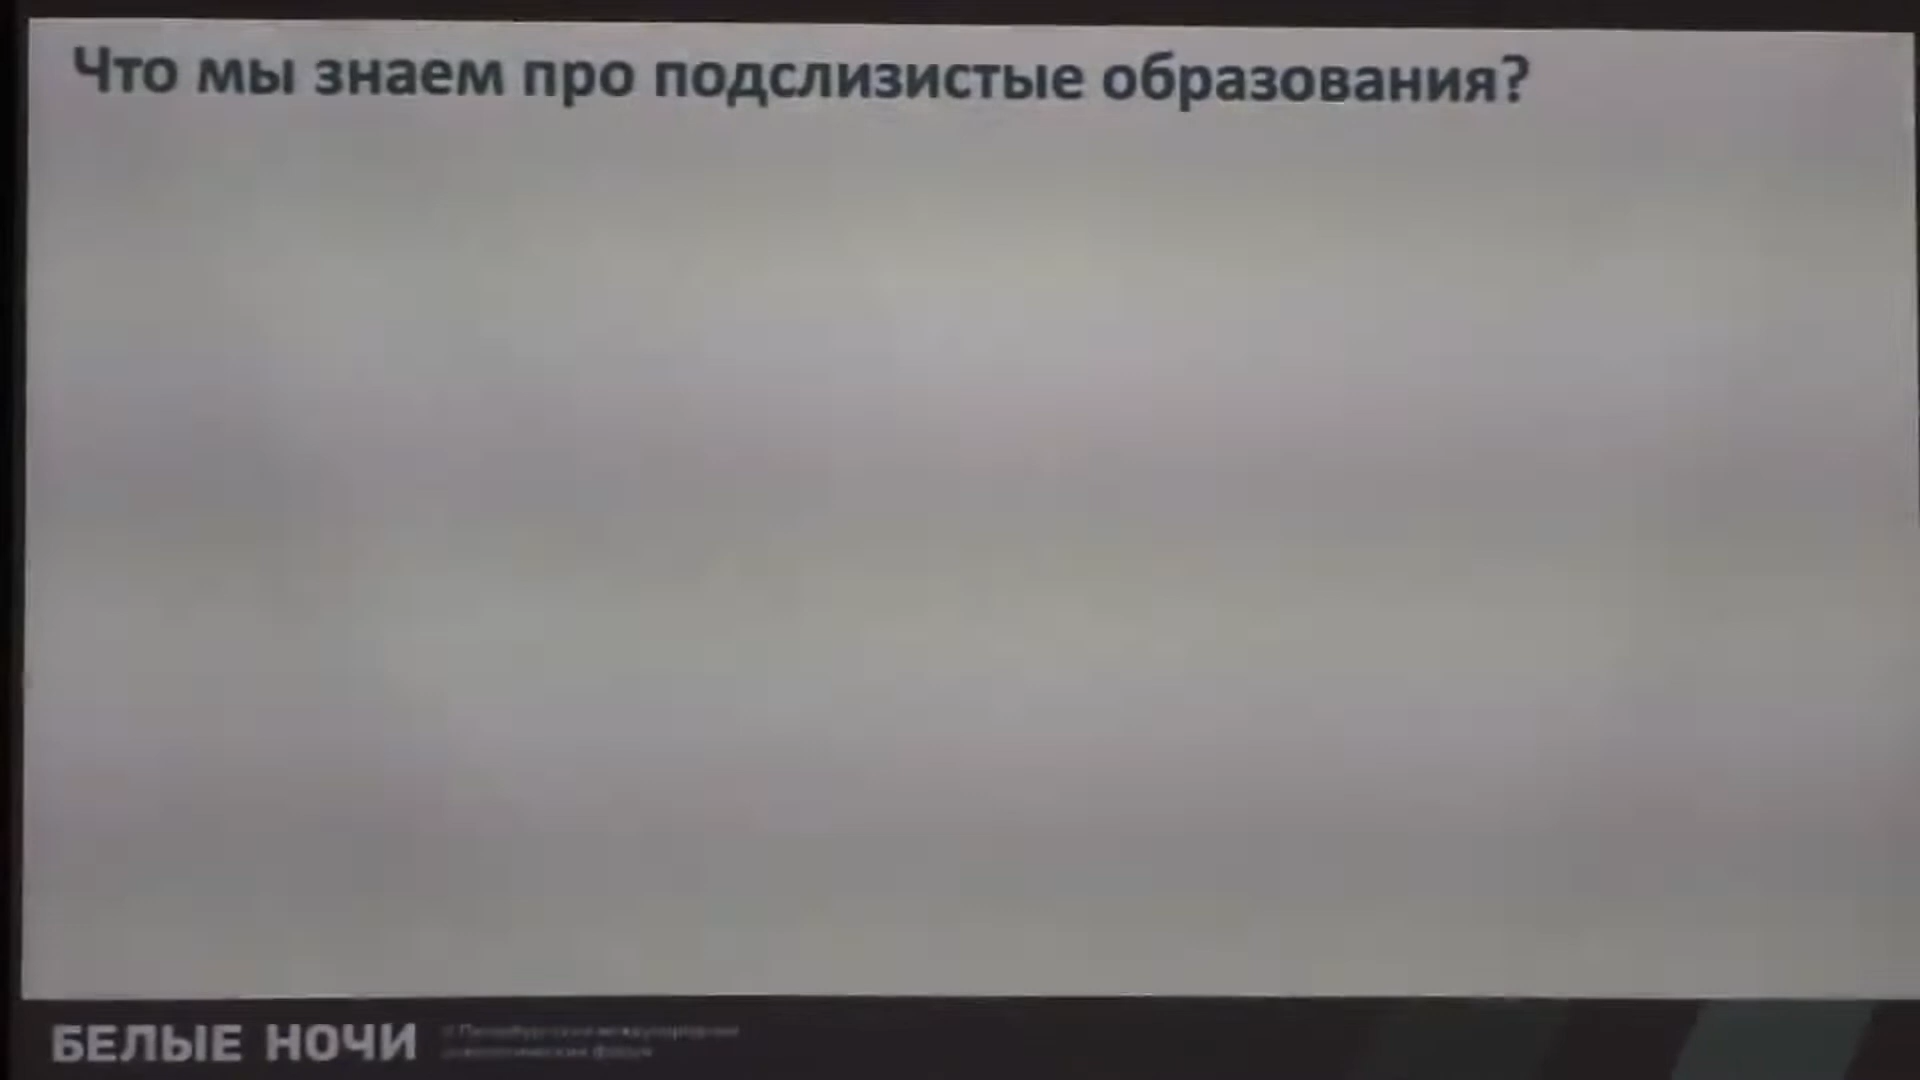 Что мы знаем про подслизистые образования?
БЕЛЫЕ НОЧИ